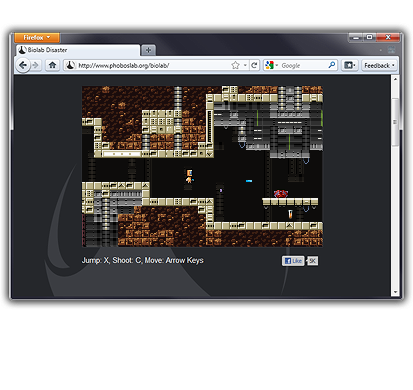 Firefox
Biolab Disaster
http://www.phoboslab.org/biolab/
Google
Feedback
Jump: X, Shoot: C, Move: Arrow Keys
Like
5K